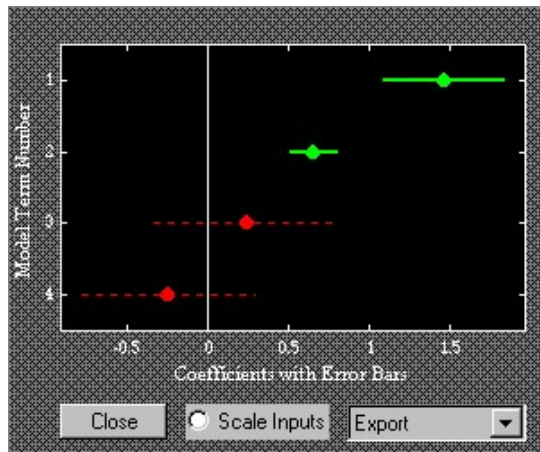 Model Term Number
1
2
3
4
-0.5 0 0.5 1 1.5
Coefficients with Error Bars
Close Scale Inputs Export